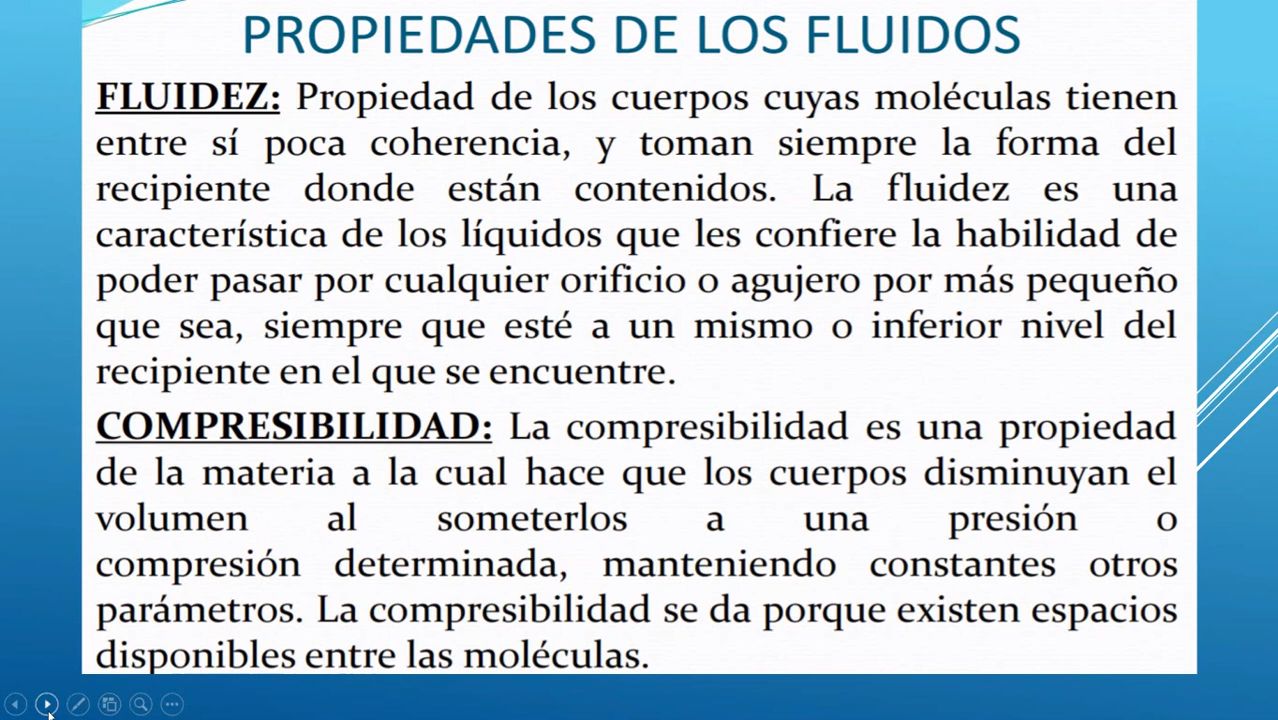 PROPIEDADES DE LOS FLUIDOS
FLUIDEZ: Propiedad de los cuerpos cuyas moléculas tienen
entre sí poca coherencia, y toman siempre la forma del
recipiente donde están contenidos. La fluidez es una
característica de los líquidos que les confiere la habilidad de
poder pasar por cualquier orificio o agujero por más pequeño
que sea, siempre que esté a un mismo o inferior nivel del
recipiente en el que se encuentre.
COMPRESIBILIDAD: La compresibilidad es una propiedad
de la materia a la cual hace que los cuerpos disminuyan el
volumen al someterlos a una presión o
compresión determinada, manteniendo constantes otros
parámetros. La compresibilidad se da porque existen espacios
disponibles entre las moléculas.